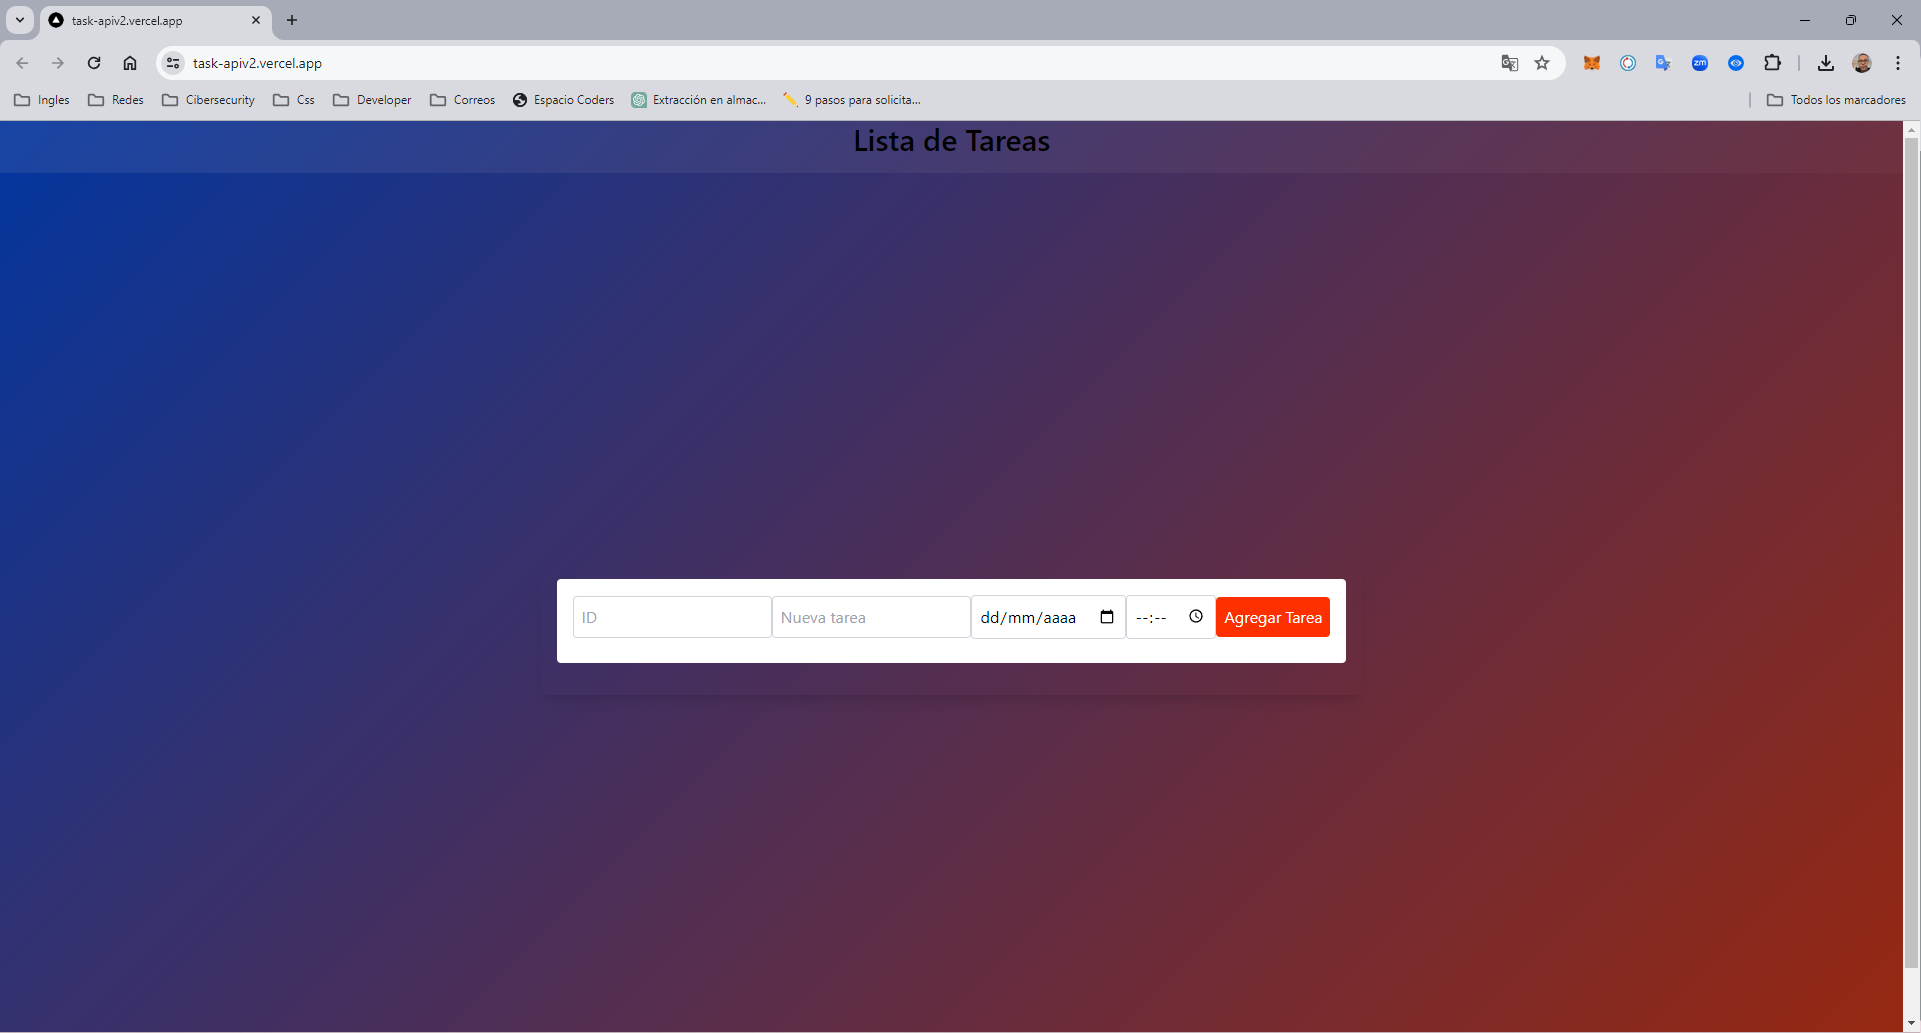 task-apiv2.vercel.app
task-apiv2.vercel.app
Ingles Redes Cibersecurity Css Developer Correos Espacio Coders Extracción en almac... 9 pasos para solicita... Todos los marcadores
Lista de Tareas
ID Nueva tarea dd/mm/aaaa --:-- Agregar Tarea